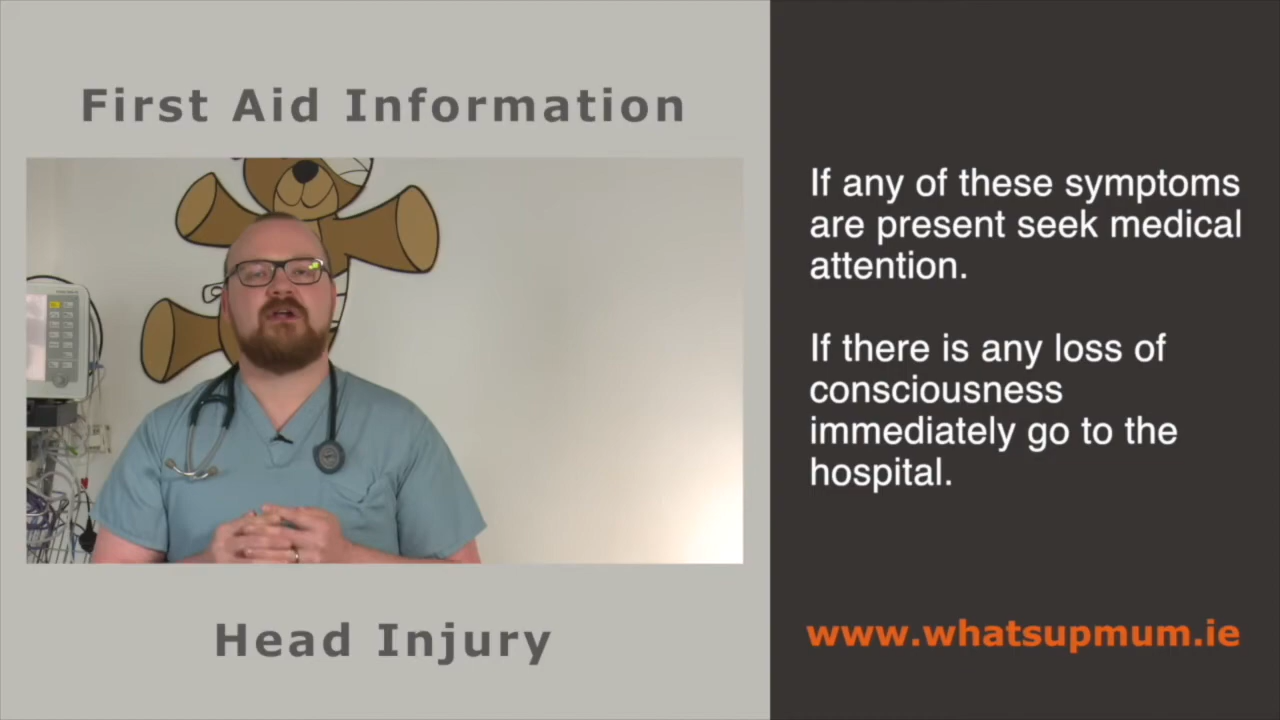 First Aid Information
If any of these symptoms
are present seek medical
attention.
If there is any loss of
consciousness
immediately go to the
hospital.
Head Injury
www.whatsupmum.ie